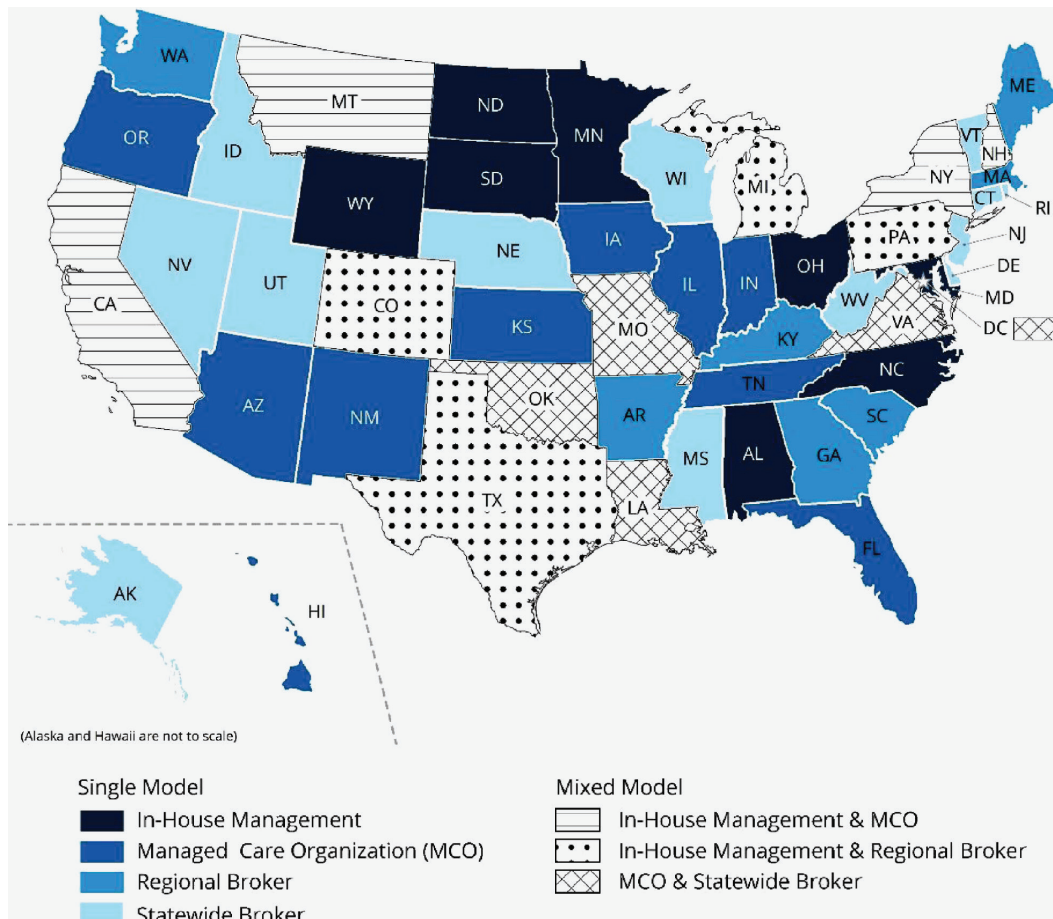 WA
ME
MT
ND
MN
VT
OR
ID
NH
WI
SD
NY
MA
MI
WY
CT
RI
IA
PA
NE
NJ
NV
OH
IL
IN
DE
UT
WV
CO
MD
CA
KS
MO
VA
DC
KY
NC
TN
AZ
OK
NM
AR
SC
MS
AL
GA
TX
LA
FL
AK
HI
(Alaska and Hawaii are not to scale)
Single Model
In-House Management
Managed Care Organization (MCO)
Regional Broker
Statewide Broker
Mixed Model
In-House Management & MCO
In-House Management & Regional Broker
MCO & Statewide Broker